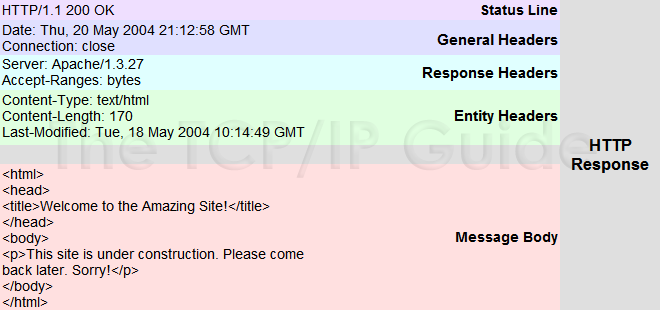 HTTP/1.1 200 OK
Status Line
Date: Thu, 20 May 2004 21:12:58 GMT
Connection: close
General Headers
Server: Apache/1.3.27
Accept-Ranges: bytes
Response Headers
Content-Type: text/html
Content-Length: 170
Last-Modified: Tue, 18 May 2004 10:14:49 GMT
Entity Headers
The TCP/IP Guide
<html>
<head>
<title>Welcome to the Amazing Site!</title>
</head>
<body>
<p>This site is under construction. Please come
back later. Sorry!</p>
</body>
</html>
Message Body
HTTP
Response